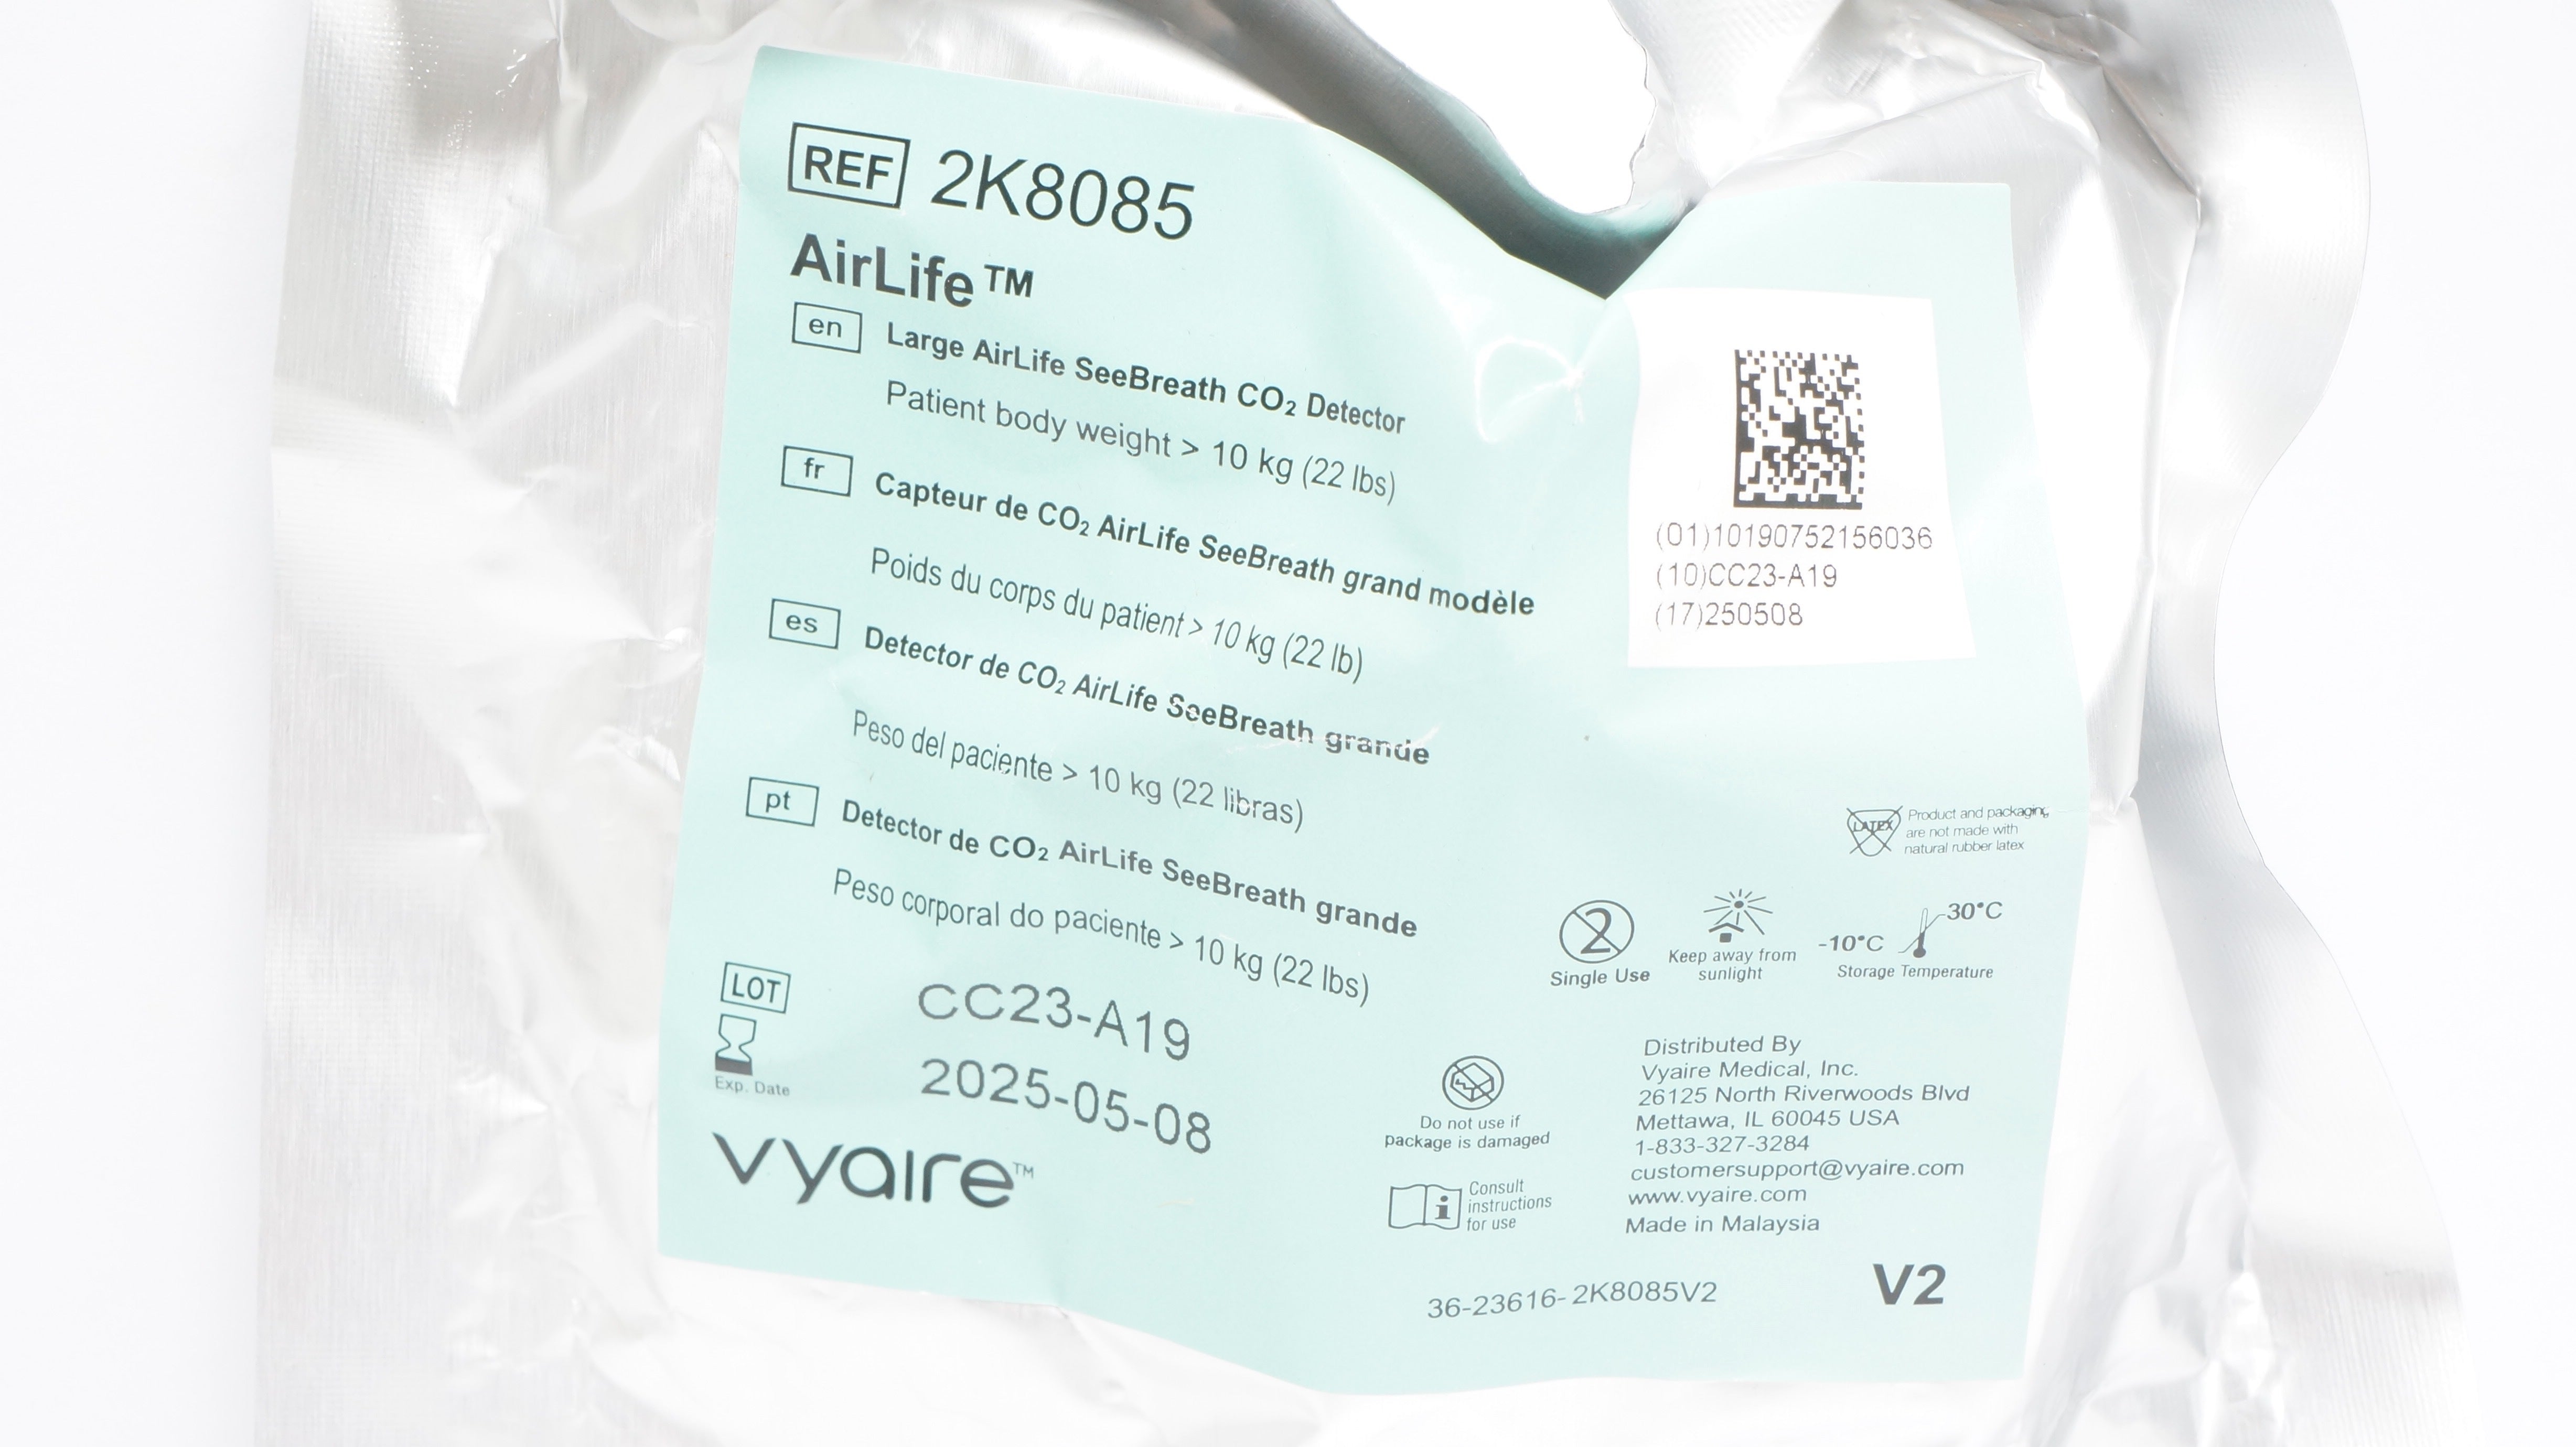 REF 2K8085
AirLife™
en Large AirLife SeeBreath CO₂ Detector
Patient body weight > 10 kg (22 lbs)
fr Capteur de CO₂ AirLife SeeBreath grand modèle
Poids du corps du patient > 10 kg (22 lb)
es Detector de CO₂ AirLife SeeBreath grande
Peso del paciente > 10 kg (22 libras)
pt Detector de CO₂ AirLife SeeBreath grande
Peso corporal do paciente > 10 kg (22 lbs)
LOT CC23-A19
2025-05-08
Exp. Date
vyaire™
(01)10190752156036
(10)CC23-A19
(17)250508
LATEX
Product and packaging
are not made with
natural rubber latex
2
Single Use
Keep away from
sunlight
-10°C
30°C
Storage Temperature
Do not use if
package is damaged
i
Consult
instructions
for use
Distributed By
Vyaire Medical, Inc.
26125 North Riverwoods Blvd
Mettawa, IL 60045 USA
1-833-327-3284
customersupport@vyaire.com
www.vyaire.com
Made in Malaysia
36-23616-2K8085V2
V2